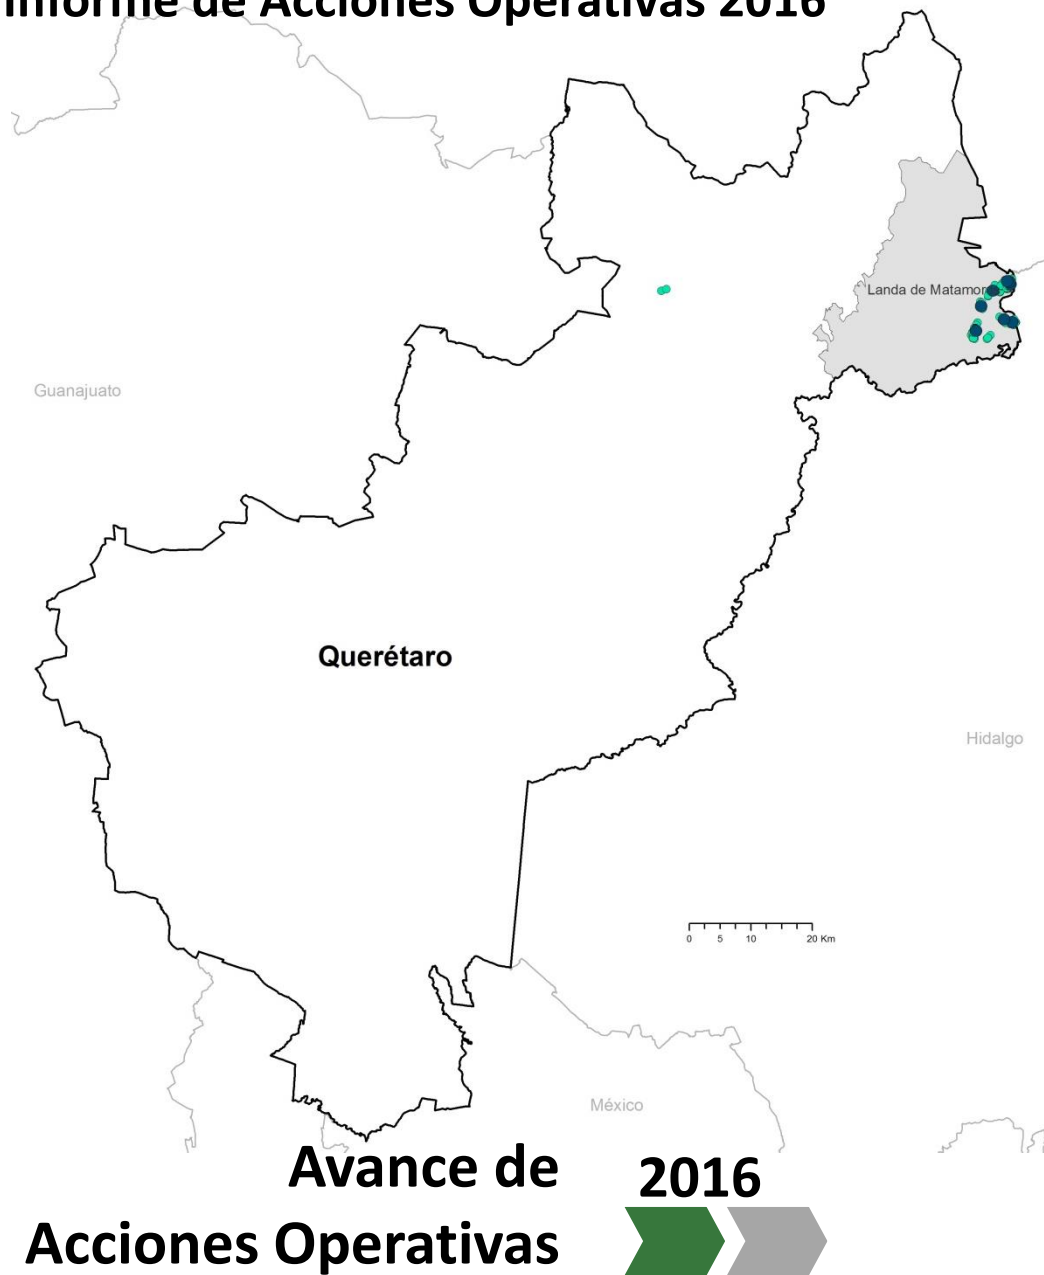 Informe de Acciones Operativas 2016
Landa de Matamor
Guanajuato
Querétaro
Hidalgo
0 5 10 20 Km
México
Avance de 2016
Acciones Operativas